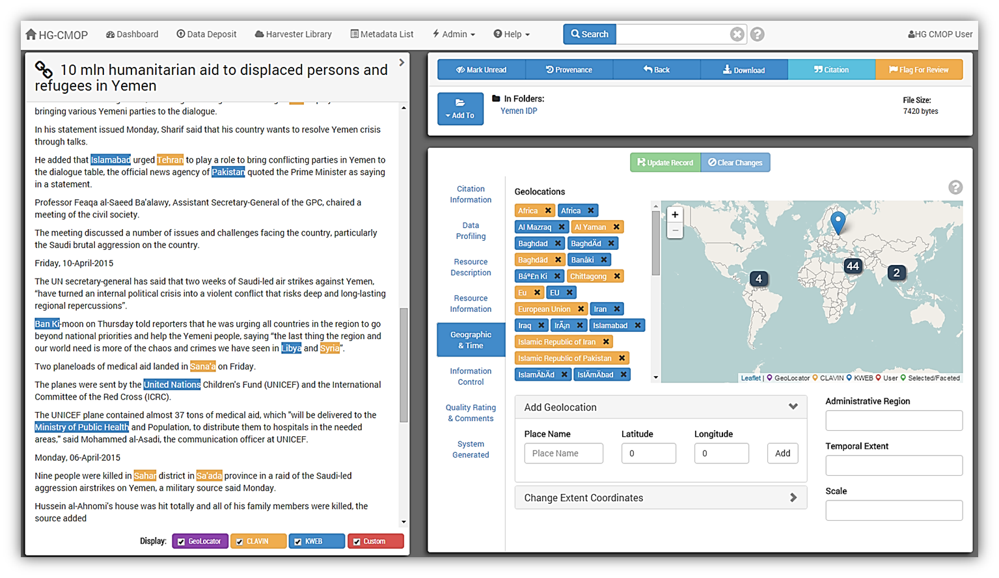 HG-CMOP Dashboard Data Deposit Harvester Library Metadata List Admin Help Search HG CMOP User
10 mln humanitarian aid to displaced persons and
refugees in Yemen
bringing various Yemeni parties to the dialogue.
In his statement issued Monday, Sharif said that his country wants to resolve Yemen crisis
through talks.
He added that Islamabad urged Tehran to play a role to bring conflicting parties in Yemen to
the dialogue table, the official news agency of Pakistan quoted the Prime Minister as saying
in a statement.
Professor Feaqa al-Saeed Ba'alawy, Assistant Secretary-General of the GPC, chaired a
meeting of the civil society.
The meeting discussed a number of issues and challenges facing the country, particularly
the Saudi brutal aggression on the country.
Friday, 10-April-2015
The UN secretary-general has said that two weeks of Saudi-led air strikes against Yemen,
“have turned an internal political crisis into a violent conflict that risks deep and long-lasting
regional repercussions”.
Ban Ki-moon on Thursday told reporters that he was urging all countries in the region to go
beyond national priorities and help the Yemeni people, saying “the last thing the region and
our world need is more of the chaos and crimes we have seen in Libya and Syria”.
Two planeloads of medical aid landed in Sana'a on Friday.
The planes were sent by the United Nations Children's Fund (UNICEF) and the International
Committee of the Red Cross (ICRC).
The UNICEF plane contained almost 37 tons of medical aid, which "will be delivered to the
Ministry of Public Health and Population, to distribute them to hospitals in the needed
areas," said Mohammed al-Asadi, the communication officer at UNICEF.
Monday, 06-April-2015
Nine people were killed in Sahar district in Sa'ada province in a raid of the Saudi-led
aggression airstrikes on Yemen, a military source said Monday.
Hussein al-Ahnomi's house was hit totally and all of his family members were killed, the
source added
Display: GeoLocator CLAVIN KWEB Custom
Mark Unread Provenance Back Download Citation Flag For Review
Add To
In Folders:
Yemen IDP
File Size:
7420 bytes
Update Record Clear Changes
Citation
Information
Data
Profiling
Resource
Description
Resource
Information
Geographic
& Time
Information
Control
Quality Rating
& Comments
System
Generated
Geolocations
Africa Africa
Al Mazraq Al Yaman
Baghdad BaghdÄd
Baghdād Banâki
Báº£n Ki Chittagong
Eu EU
European Union Iran
Iraq IrÃ¡n Islamabad
Islamic Republic of Iran
Islamic Republic of Pakistan
IslamÄbÄd IslÄmÄbad
+
−
4
44
2
Leaflet | GeoLocator CLAVIN KWEB User Selected/Faceted
Add Geolocation
Place Name Latitude Longitude
Place Name 0 0 Add
Change Extent Coordinates
Administrative Region
Temporal Extent
Scale